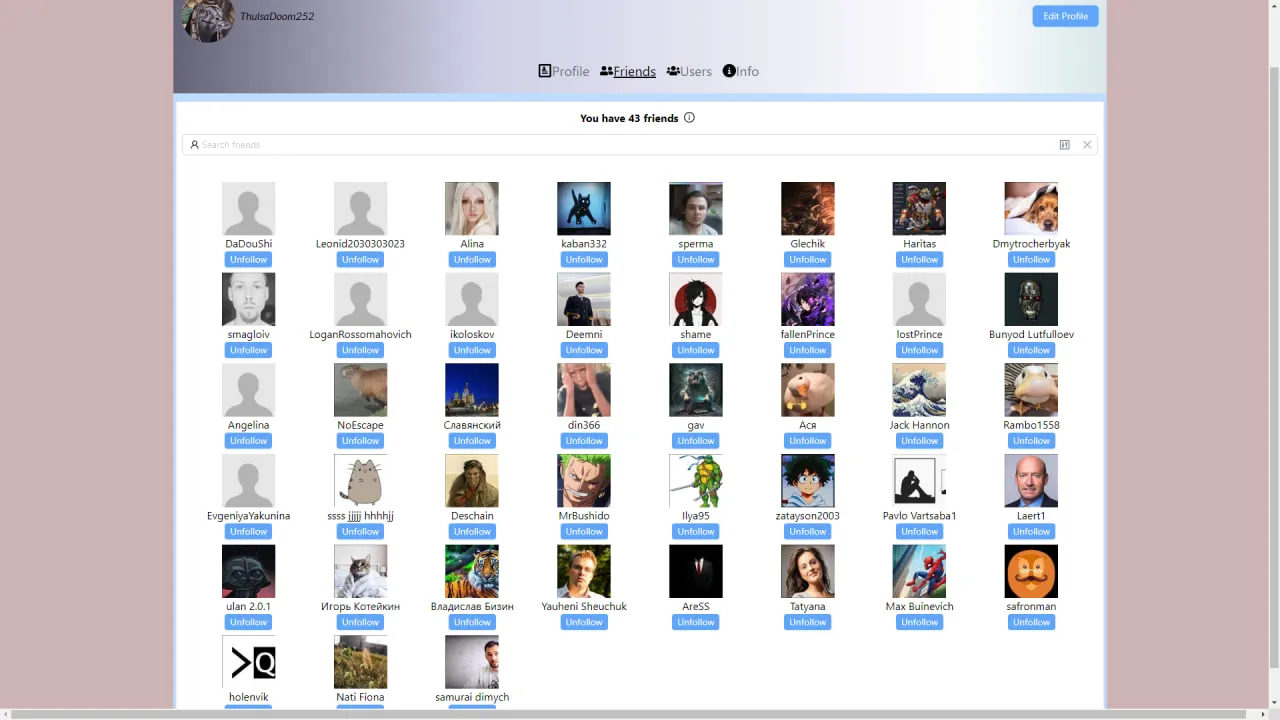 ThulsaDoom252
Edit Profile
Profile Friends Users Info
You have 43 friends
Search friends
DaDouShi Leonid2030303023 Alina kaban332 sperma Glechik Haritas Dmytrocherbyak
Unfollow Unfollow Unfollow Unfollow Unfollow Unfollow Unfollow Unfollow
smagloiv LoganRossomahovich ikoloskov Deemni shame fallenPrince lostPrince Bunyod Lutfulloev
Unfollow Unfollow Unfollow Unfollow Unfollow Unfollow Unfollow Unfollow
Angelina NoEscape Славянский din366 gav Ася Jack Hannon Rambo1558
Unfollow Unfollow Unfollow Unfollow Unfollow Unfollow Unfollow Unfollow
EvgeniyaYakunina ssss jjjjj hhhhjj Deschain MrBushido Ilya95 zatayson2003 Pavlo Vartsaba1 Laert1
Unfollow Unfollow Unfollow Unfollow Unfollow Unfollow Unfollow Unfollow
ulan 2.0.1 Игорь Котейкин Владислав Бизин Yauheni Sheuchuk AreSS Tatyana Max Buinevich safronman
Unfollow Unfollow Unfollow Unfollow Unfollow Unfollow Unfollow Unfollow
>Q
holenvik Nati Fiona samurai dimych